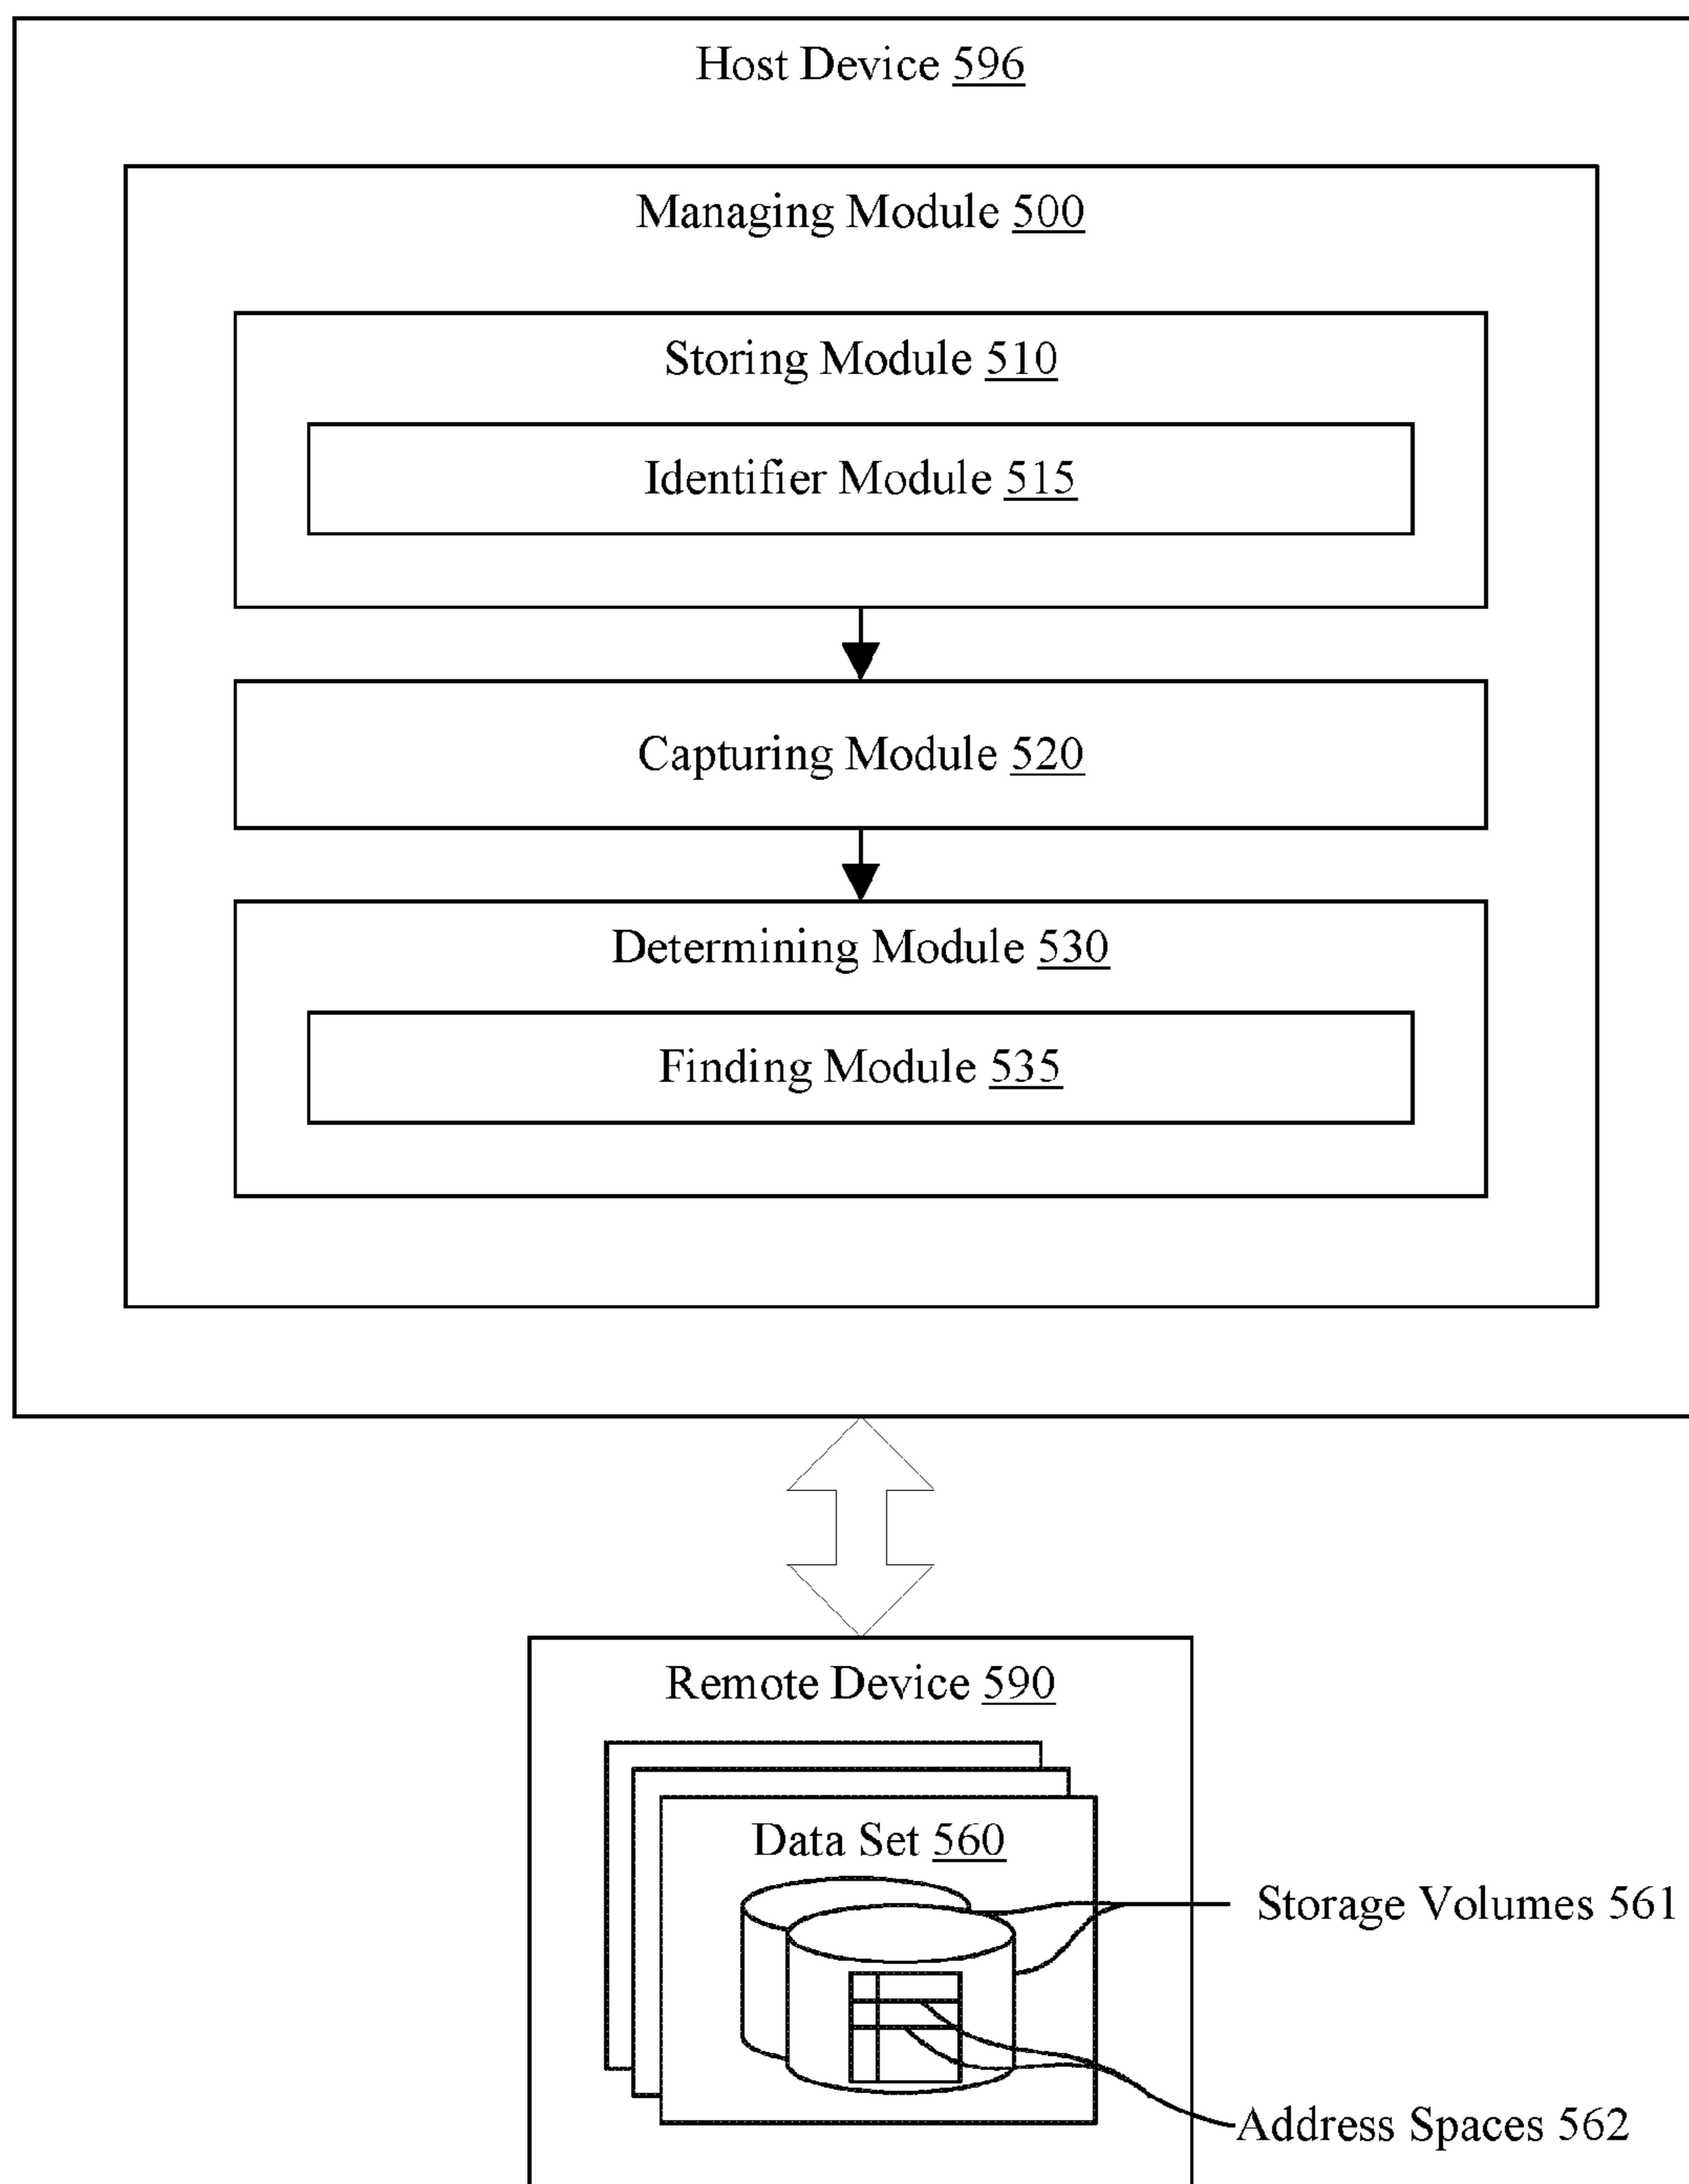 Host Device 596
Managing Module 500
Storing Module 510
Identifier Module 515
Capturing Module 520
Determining Module 530
Finding Module 535
Remote Device 590
Data Set 560
Storage Volumes 561
Address Spaces 562